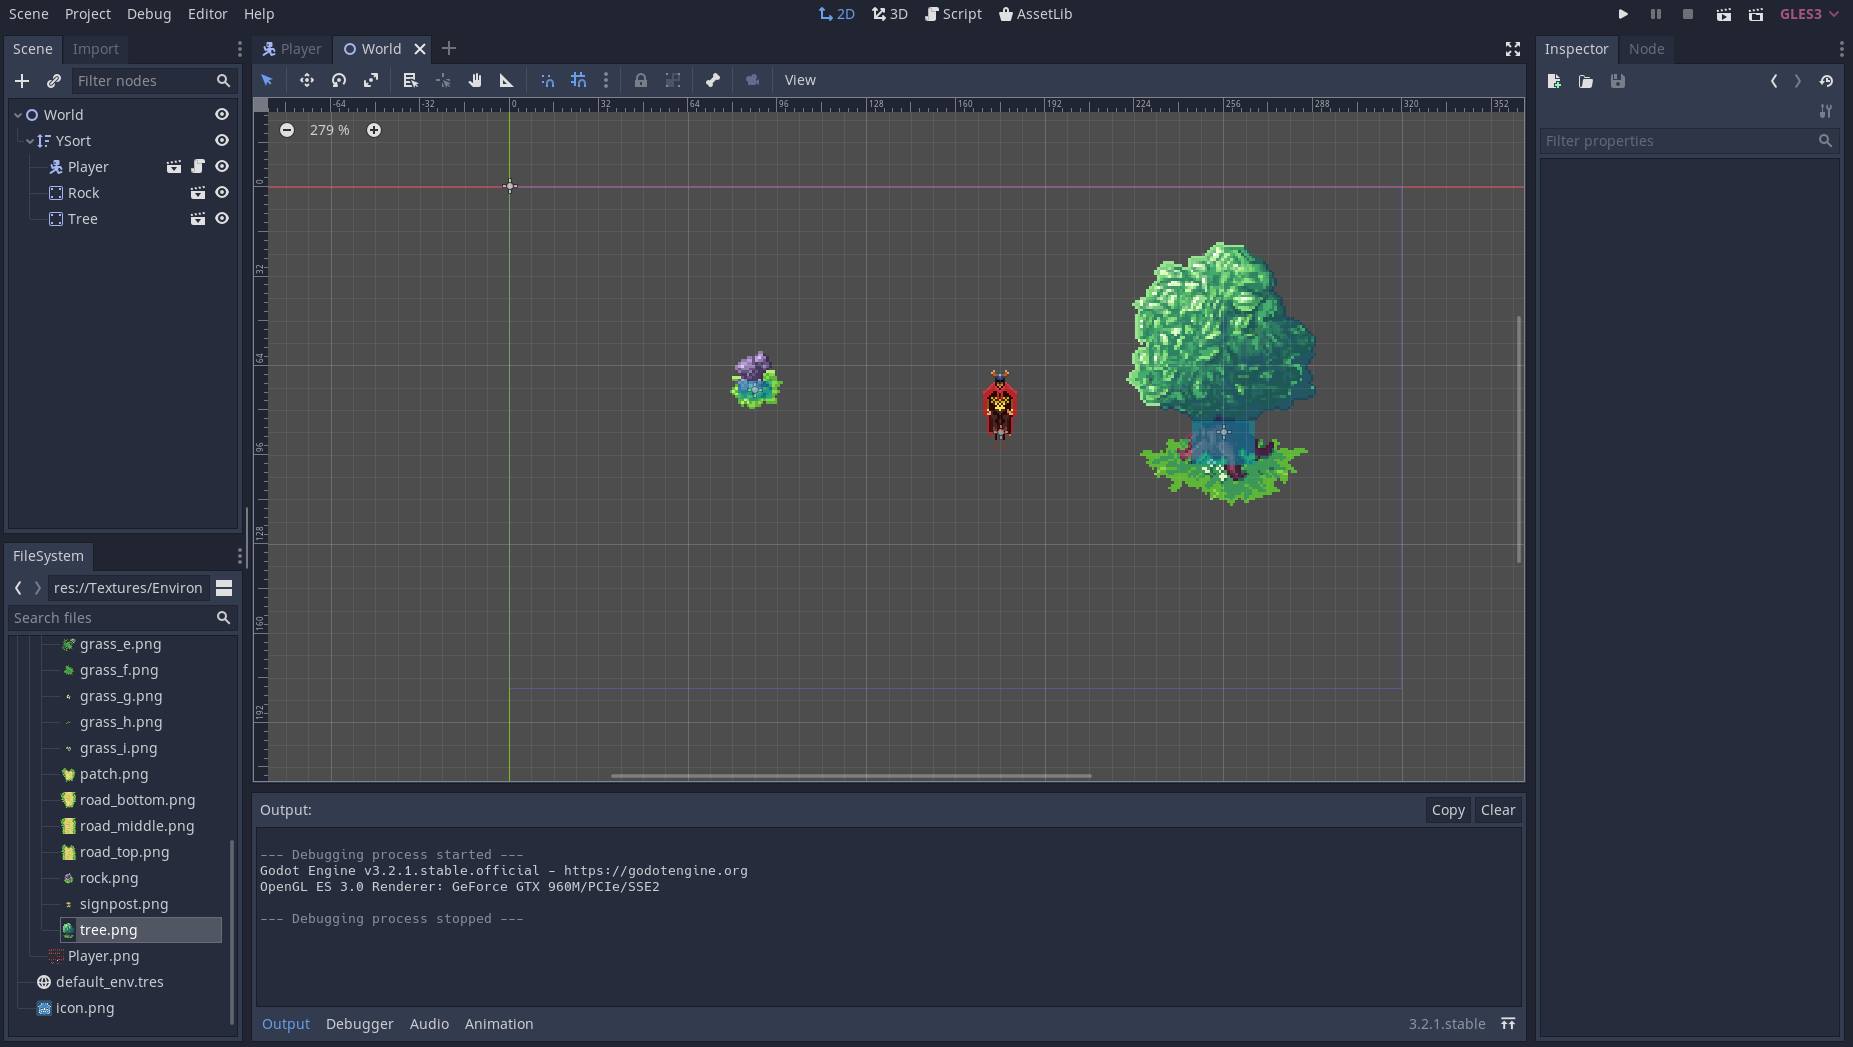 Scene Project Debug Editor Help 2D 3D Script AssetLib GLES3
Scene Import Player World Inspector Node
Filter nodes View
-64 -32 0 32 64 96 128 160 192 224 256 288 320 352
World
279 %
YSort
Filter properties
Player
Rock
Tree
0
32
64
96
128
160
192
FileSystem
res://Textures/Environ
Search files
grass_e.png
grass_f.png
grass_g.png
grass_h.png
grass_i.png
patch.png
road_bottom.png
road_middle.png
road_top.png
rock.png
signpost.png
tree.png
Player.png
default_env.tres
icon.png
Output: Copy Clear
--- Debugging process started ---
Godot Engine v3.2.1.stable.official - https://godotengine.org
OpenGL ES 3.0 Renderer: GeForce GTX 960M/PCIe/SSE2
--- Debugging process stopped ---
Output Debugger Audio Animation 3.2.1.stable